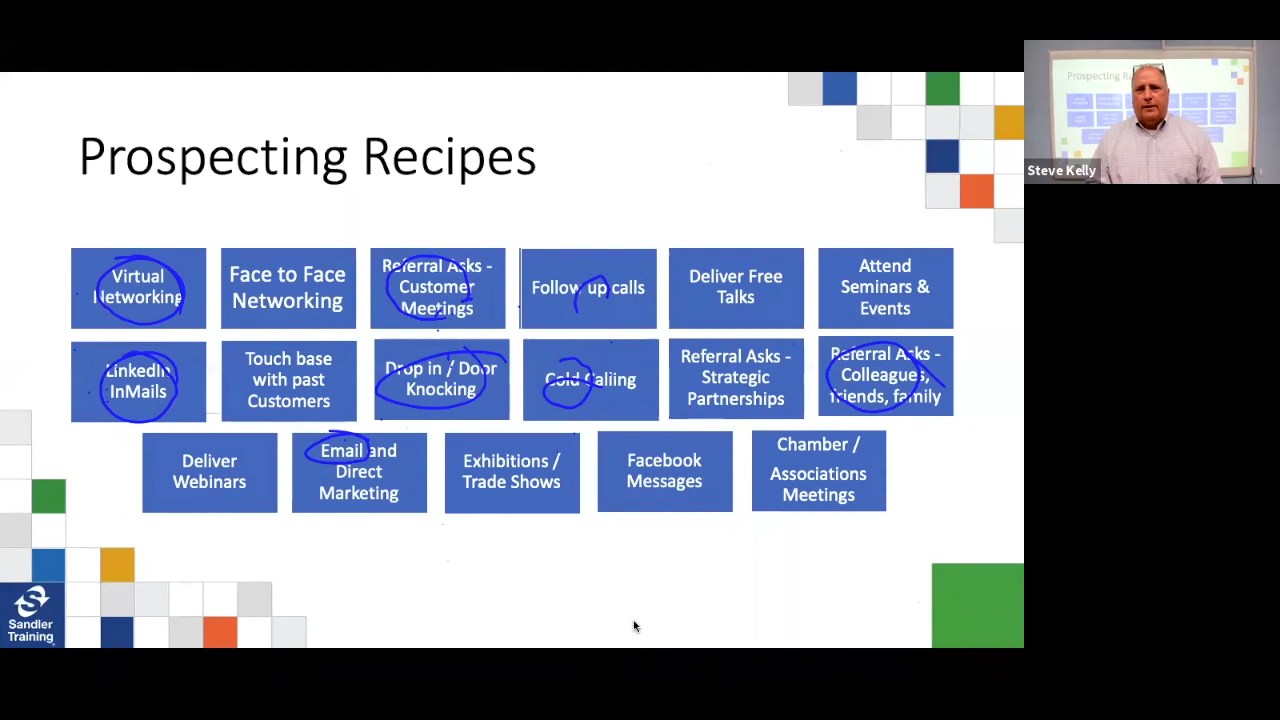 Prospecting Recipes
Virtual
Networking
Face to Face
Networking
Referral Asks -
Customer
Meetings
Follow up calls
Deliver Free
Talks
Attend
Seminars &
Events
LinkedIn
InMails
Touch base
with past
Customers
Drop in / Door
Knocking
Cold Calling
Referral Asks -
Strategic
Partnerships
Referral Asks -
Colleagues,
friends, family
Deliver
Webinars
Email and
Direct
Marketing
Exhibitions /
Trade Shows
Facebook
Messages
Chamber /
Associations
Meetings
S
Sandler
Training
Prospecting Re
Steve Kelly